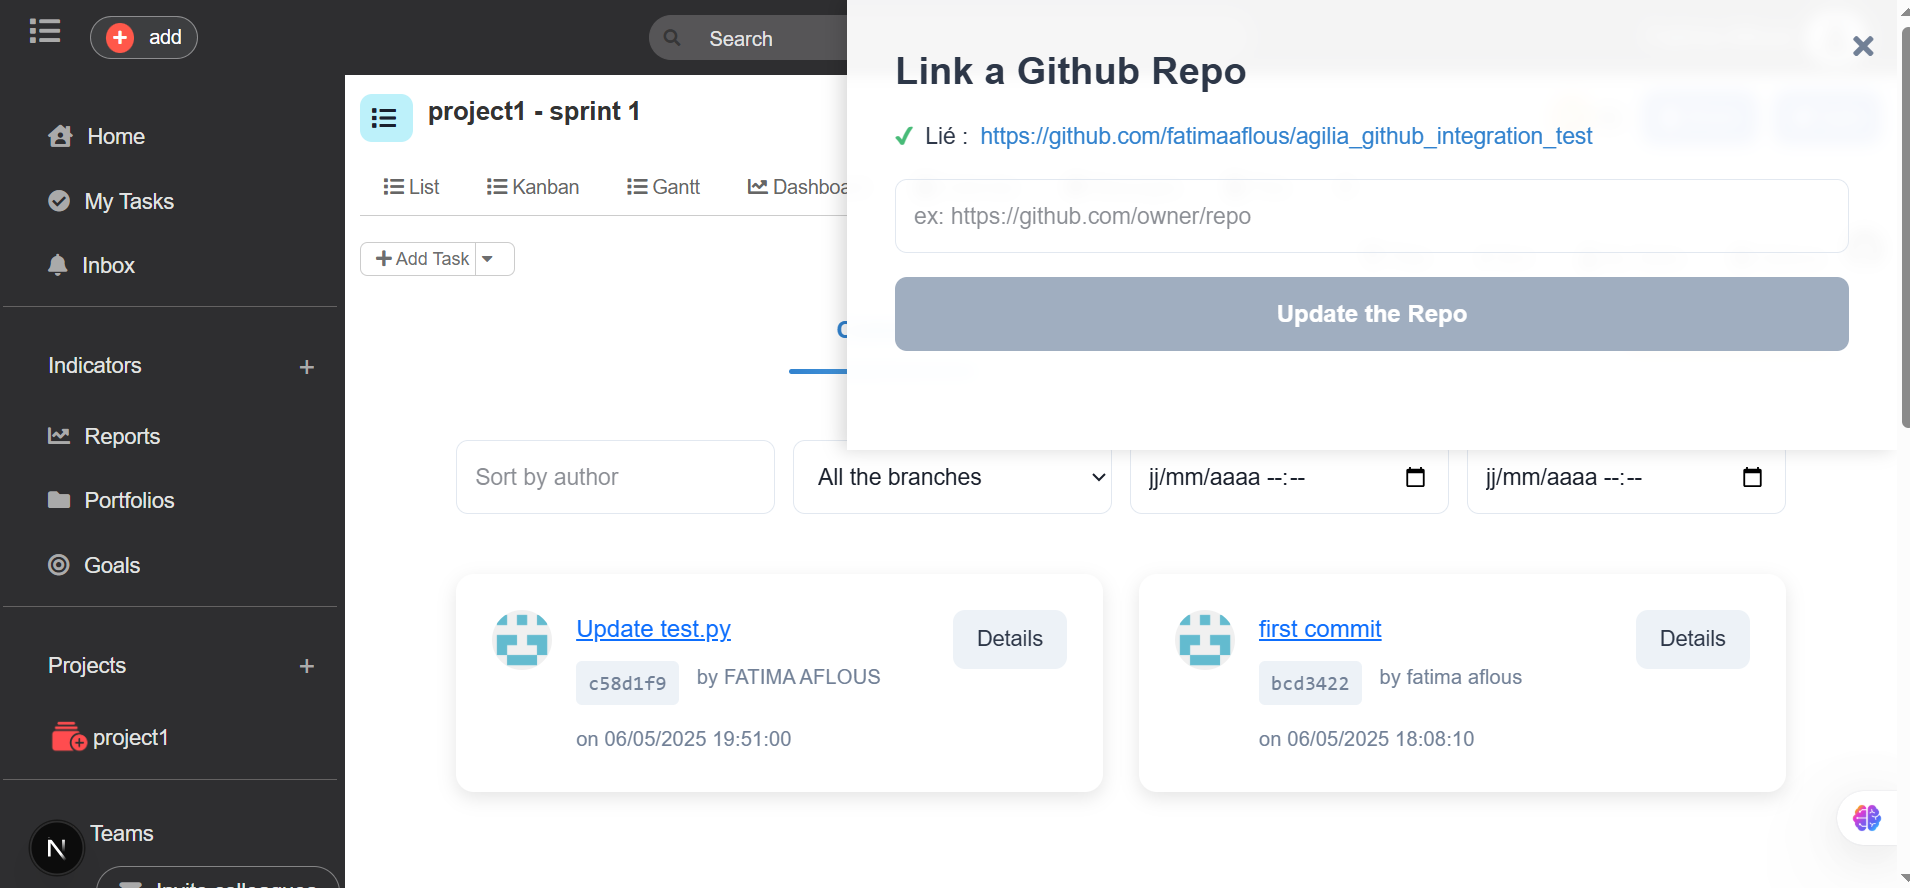 add
Search
Home
My Tasks
Inbox
Indicators
+
Reports
Portfolios
Goals
Projects
+
project1
N
Teams
Invite colleagues
project1 - sprint 1
List
Kanban
Gantt
Dashboa
Add Task
Link a Github Repo
Lié : https://github.com/fatimaaflous/agilia_github_integration_test
ex: https://github.com/owner/repo
Update the Repo
Sort by author
All the branches
jj/mm/aaaa --:--
jj/mm/aaaa --:--
Update test.py
Details
c58d1f9 by FATIMA AFLOUS
on 06/05/2025 19:51:00
first commit
Details
bcd3422 by fatima aflous
on 06/05/2025 18:08:10